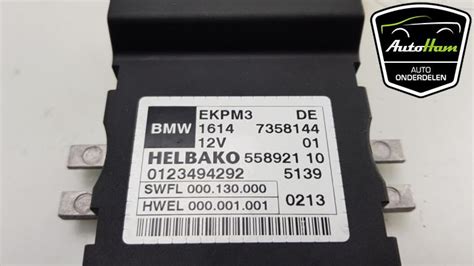 AutoHam
AUTO
ONDERDELEN
EKPM3 DE
BMW 1614 7358144
12V 01
HELBAKO 558921 10
0123494292 5139
SWFL 000.130.000
HWEL 000.001.001 0213